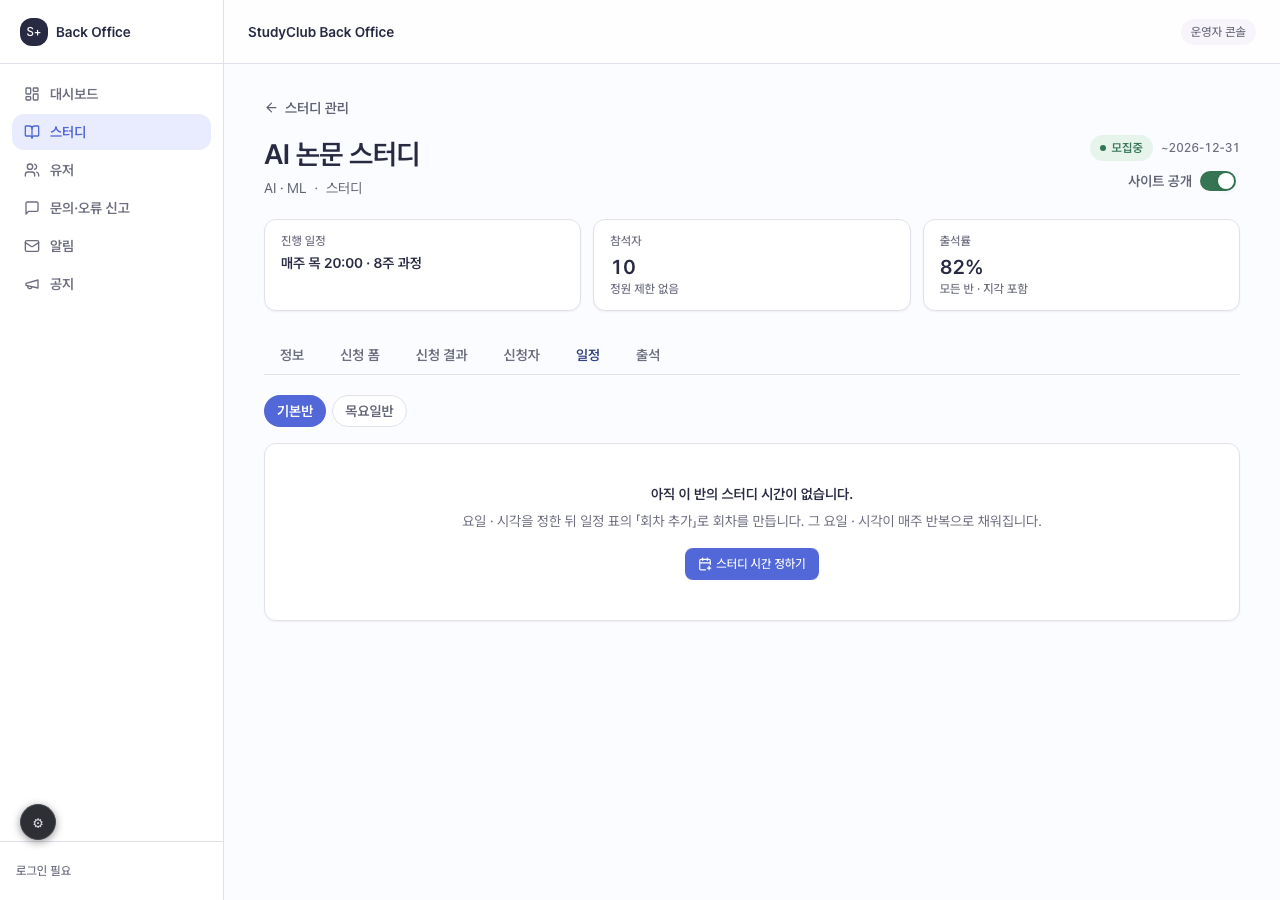 S+ Back Office
StudyClub Back Office
운영자 콘솔
대시보드
스터디
유저
문의·오류 신고
알림
공지
로그인 필요
스터디 관리
AI 논문 스터디
AI · ML · 스터디
모집중 ~2026-12-31
사이트 공개
진행 일정
매주 목 20:00 · 8주 과정
참석자
10
정원 제한 없음
출석률
82%
모든 반 · 지각 포함
정보 신청 폼 신청 결과 신청자 일정 출석
기본반 목요일반
아직 이 반의 스터디 시간이 없습니다.
요일 · 시각을 정한 뒤 일정 표의 「회차 추가」로 회차를 만듭니다. 그 요일 · 시각이 매주 반복으로 채워집니다.
스터디 시간 정하기